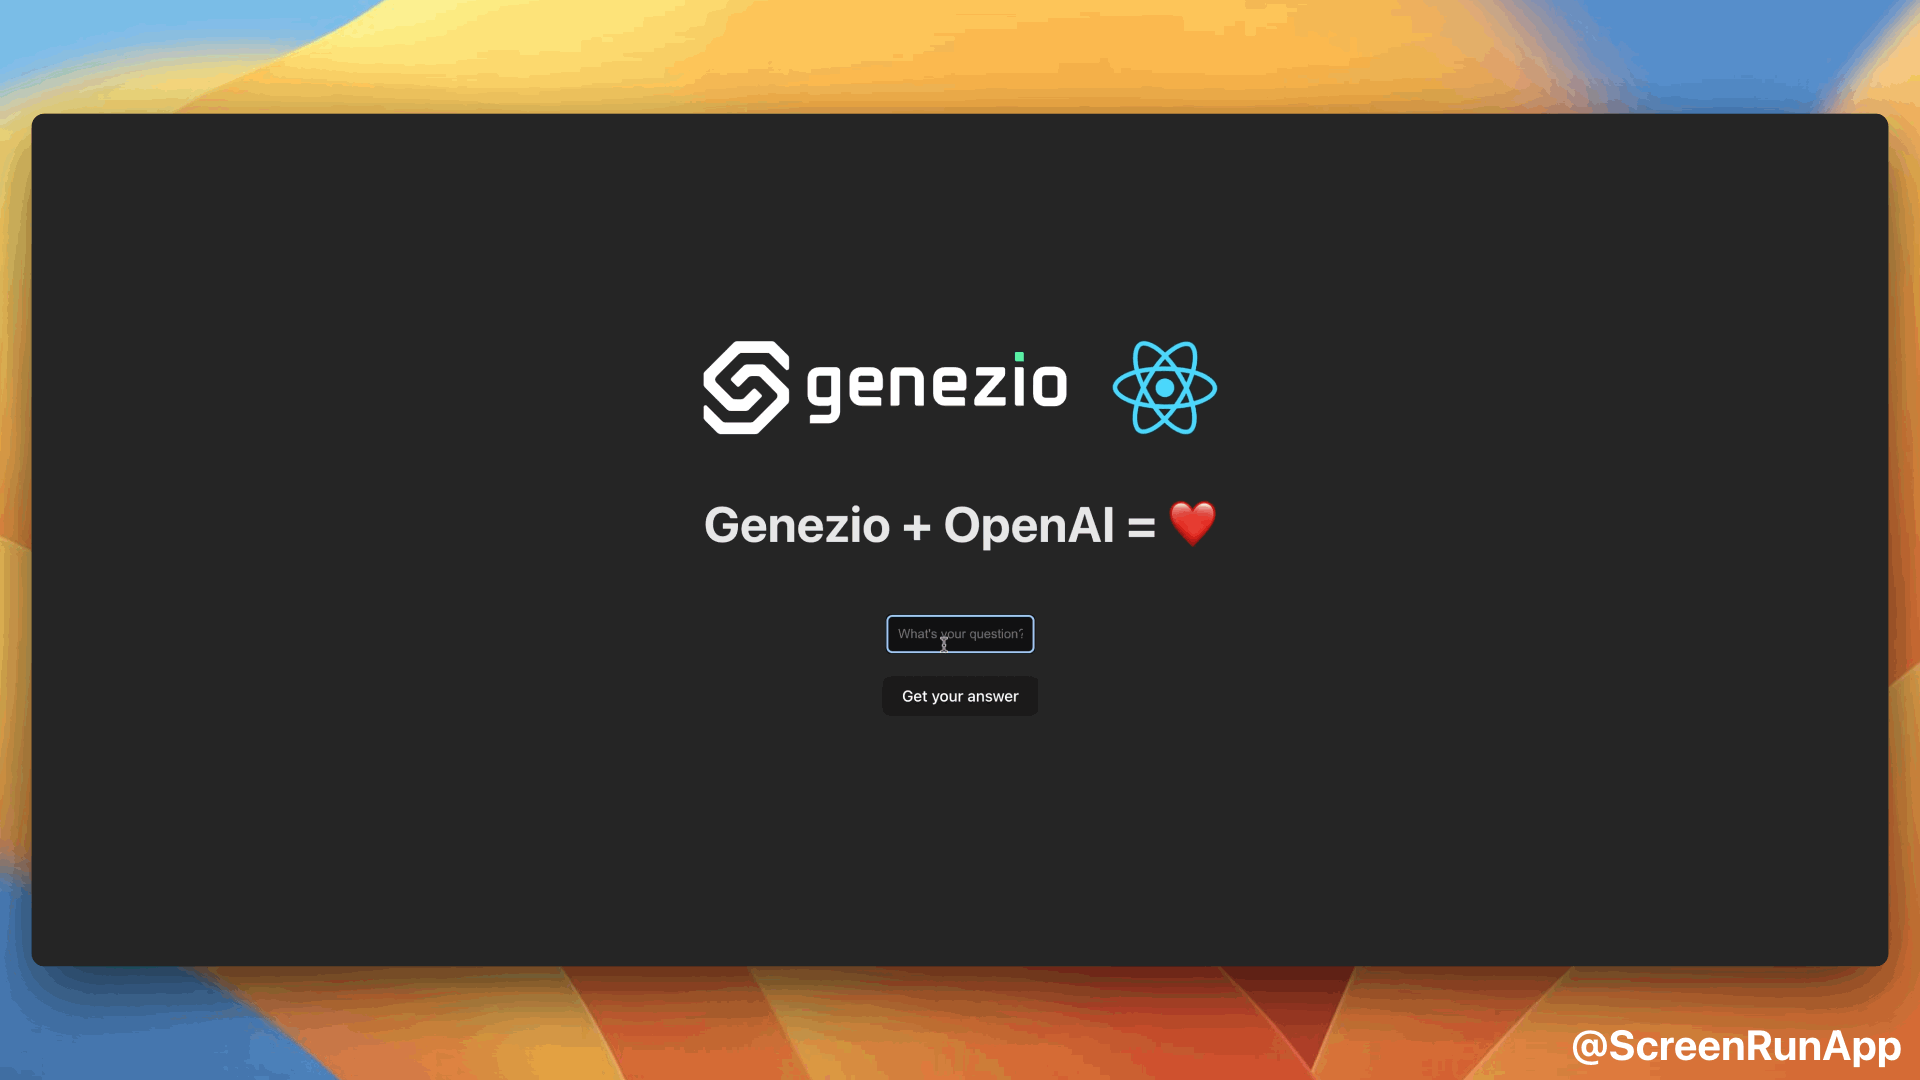 genezio
Genezio + OpenAI = ❤️
What's your question?
Get your answer
@ScreenRunApp